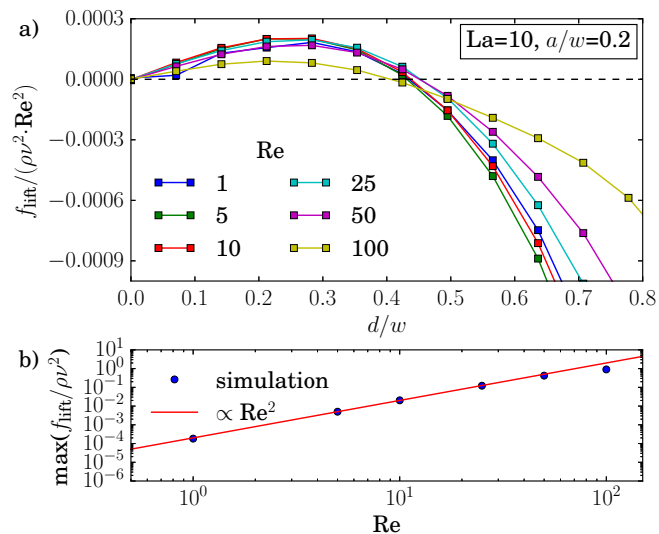 a)
La=10, a/w=0.2
f_lift/(ρν²·Re²)
0.0003
0.0000
−0.0003
−0.0006
−0.0009
Re
1
5
10
25
50
100
0.0 0.1 0.2 0.3 0.4 0.5 0.6 0.7 0.8
d/w
b)
max(f_lift/ρν²)
10¹
10⁰
10⁻¹
10⁻²
10⁻³
10⁻⁴
10⁻⁵
10⁻⁶
simulation
∝ Re²
10⁰ 10¹ 10²
Re